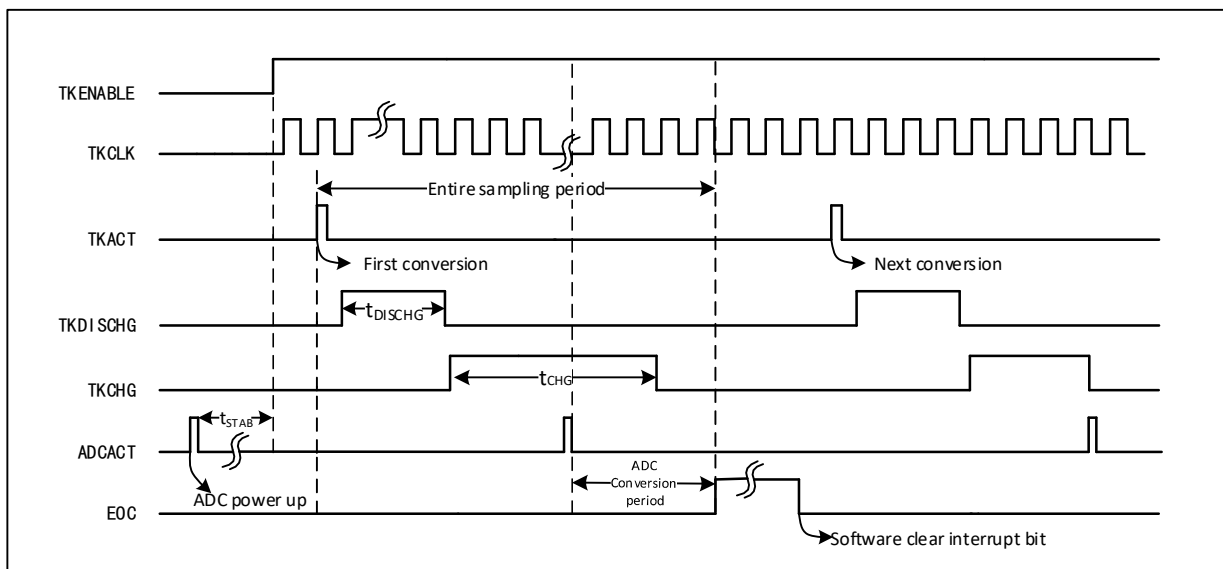 TKENABLE
TKCLK
Entire sampling period
TKACT
First conversion
Next conversion
tDISCHG
TKDISCHG
tCHG
TKCHG
tSTAB
ADCACT
ADC
Conversion
period
ADC power up
EOC
Software clear interrupt bit